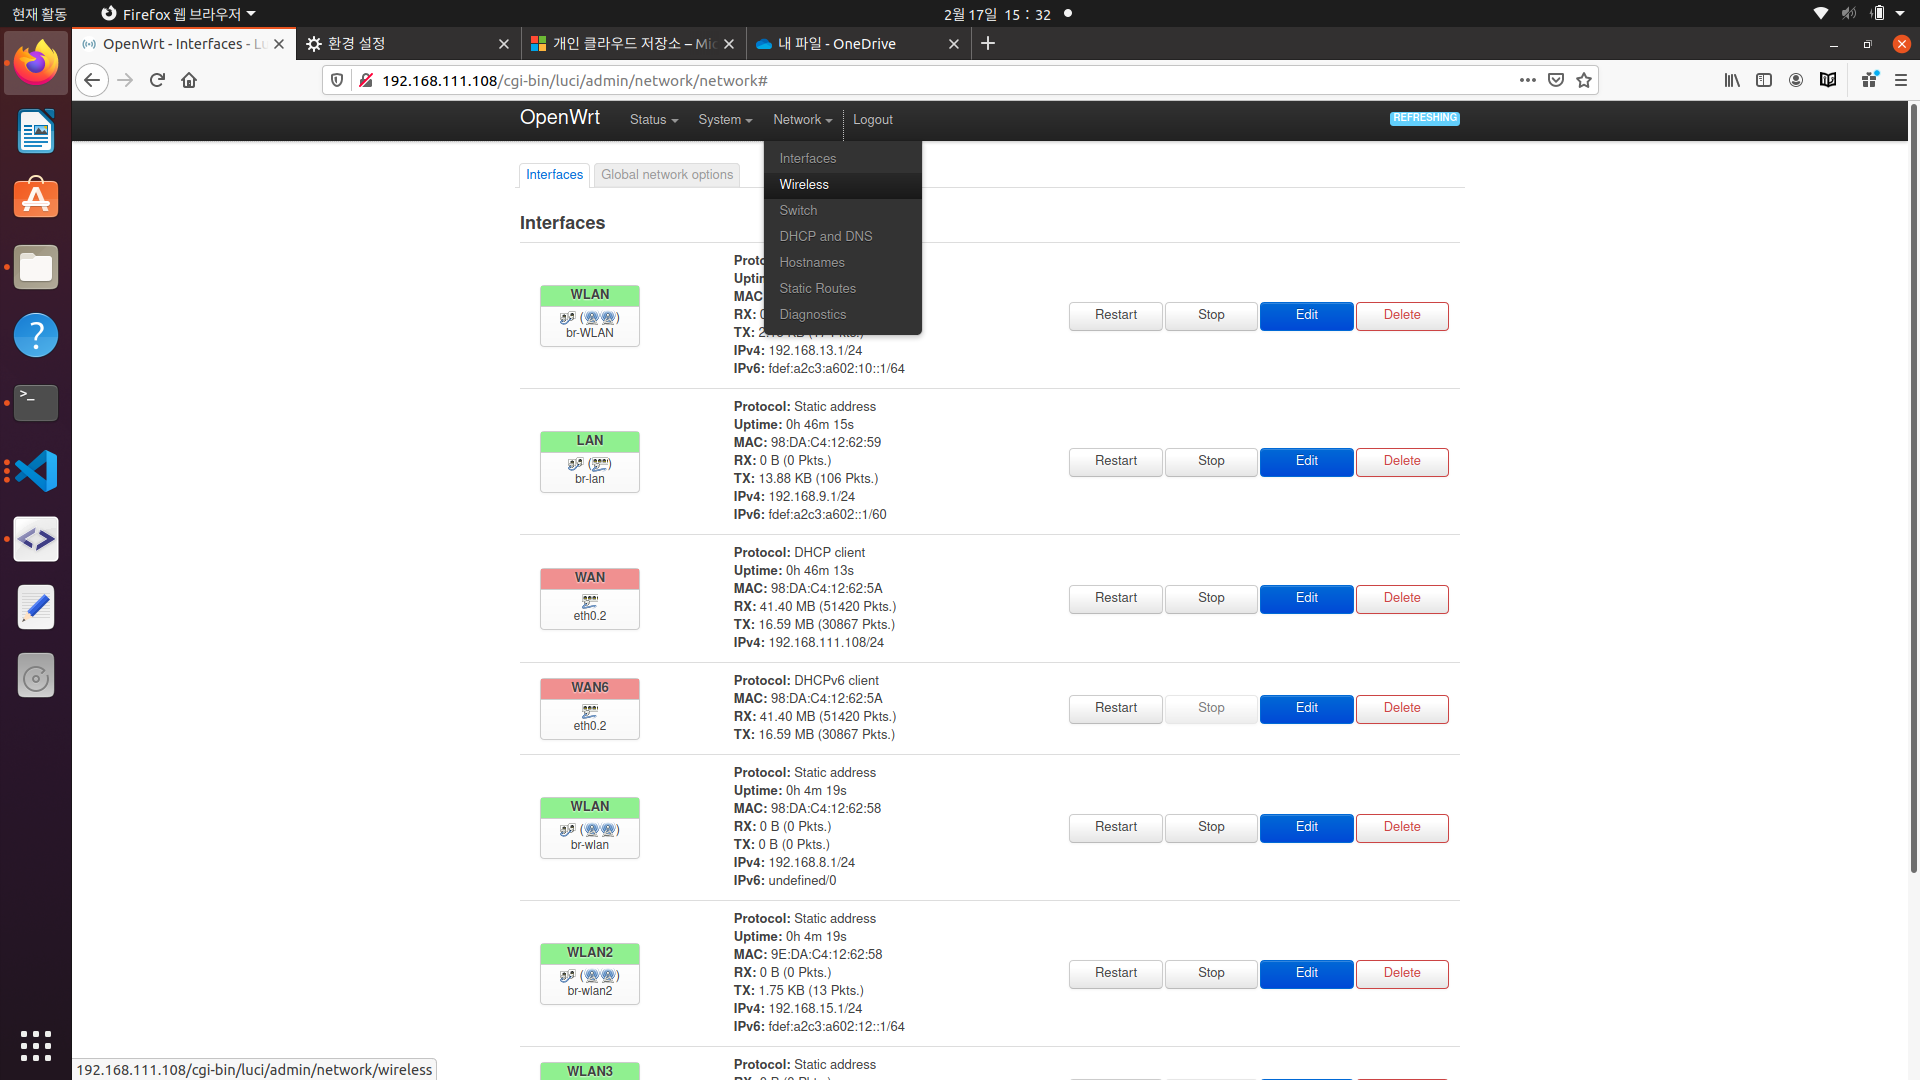 현재 활동
Firefox 웹 브라우저
2월 17일 15 : 32
OpenWrt - Interfaces - Lu
환경 설정
개인 클라우드 저장소 – Mic
내 파일 - OneDrive
192.168.111.108/cgi-bin/luci/admin/network/network#
OpenWrt
Status
System
Network
Logout
REFRESHING
Interfaces
Wireless
Switch
DHCP and DNS
Hostnames
Static Routes
Diagnostics
Interfaces
Global network options
Interfaces
WLAN
br-WLAN
MAC
RX:
TX:
IPv4: 192.168.13.1/24
IPv6: fdef:a2c3:a602:10::1/64
Restart
Stop
Edit
Delete
LAN
br-lan
Protocol: Static address
Uptime: 0h 46m 15s
MAC: 98:DA:C4:12:62:59
RX: 0 B (0 Pkts.)
TX: 13.88 KB (106 Pkts.)
IPv4: 192.168.9.1/24
IPv6: fdef:a2c3:a602::1/60
Restart
Stop
Edit
Delete
WAN
eth0.2
Protocol: DHCP client
Uptime: 0h 46m 13s
MAC: 98:DA:C4:12:62:5A
RX: 41.40 MB (51420 Pkts.)
TX: 16.59 MB (30867 Pkts.)
IPv4: 192.168.111.108/24
Restart
Stop
Edit
Delete
WAN6
eth0.2
Protocol: DHCPv6 client
MAC: 98:DA:C4:12:62:5A
RX: 41.40 MB (51420 Pkts.)
TX: 16.59 MB (30867 Pkts.)
Restart
Stop
Edit
Delete
WLAN
br-wlan
Protocol: Static address
Uptime: 0h 4m 19s
MAC: 98:DA:C4:12:62:58
RX: 0 B (0 Pkts.)
TX: 0 B (0 Pkts.)
IPv4: 192.168.8.1/24
IPv6: undefined/0
Restart
Stop
Edit
Delete
WLAN2
br-wlan2
Protocol: Static address
Uptime: 0h 4m 19s
MAC: 9E:DA:C4:12:62:58
RX: 0 B (0 Pkts.)
TX: 1.75 KB (13 Pkts.)
IPv4: 192.168.15.1/24
IPv6: fdef:a2c3:a602:12::1/64
Restart
Stop
Edit
Delete
WLAN3
Protocol: Static address
192.168.111.108/cgi-bin/luci/admin/network/wireless